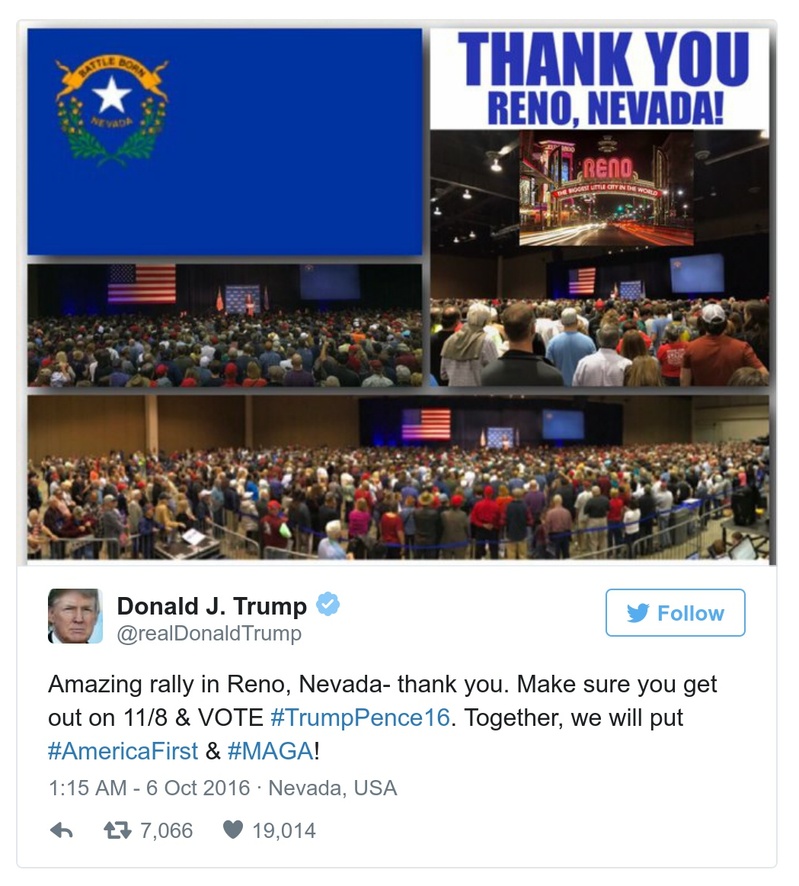 BATTLE BORN
NEVADA
THANK YOU
RENO, NEVADA!
RENO
THE BIGGEST LITTLE CITY IN THE WORLD
Donald J. Trump
@realDonaldTrump
Follow
Amazing rally in Reno, Nevada- thank you. Make sure you get
out on 11/8 & VOTE #TrumpPence16. Together, we will put
#AmericaFirst & #MAGA!
1:15 AM - 6 Oct 2016 · Nevada, USA
7,066 19,014